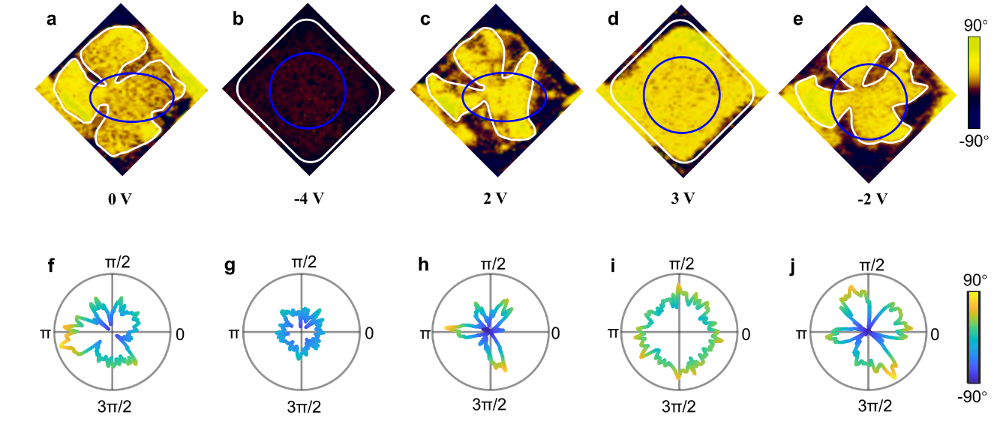 a b c d e
90°
-90°
0 V -4 V 2 V 3 V -2 V
f g h i j
π/2 π/2 π/2 π/2 π/2
90°
π 0 π 0 π 0 π 0 π 0
-90°
3π/2 3π/2 3π/2 3π/2 3π/2